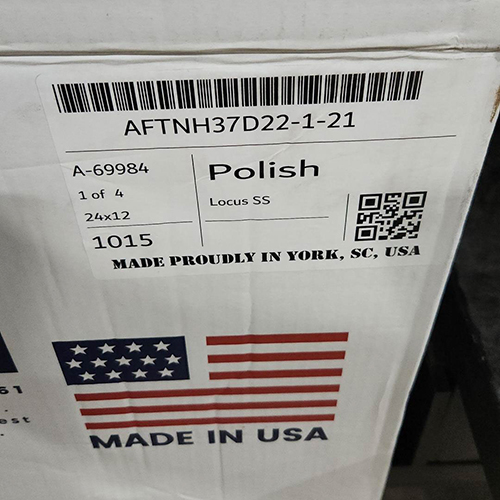 AFTNH37D22-1-21
A-69984
1 of 4
24x12
1015
Polish
Locus SS
MADE PROUDLY IN YORK, SC, USA
MADE IN USA